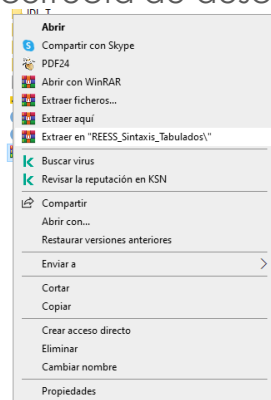 Abrir
Compartir con Skype
PDF24
Abrir con WinRAR
Extraer ficheros...
Extraer aquí
Extraer en "REESS_Sintaxis_Tabulados\"
Buscar virus
Revisar la reputación en KSN
Compartir
Abrir con...
Restaurar versiones anteriores
Enviar a
Cortar
Copiar
Crear acceso directo
Eliminar
Cambiar nombre
Propiedades